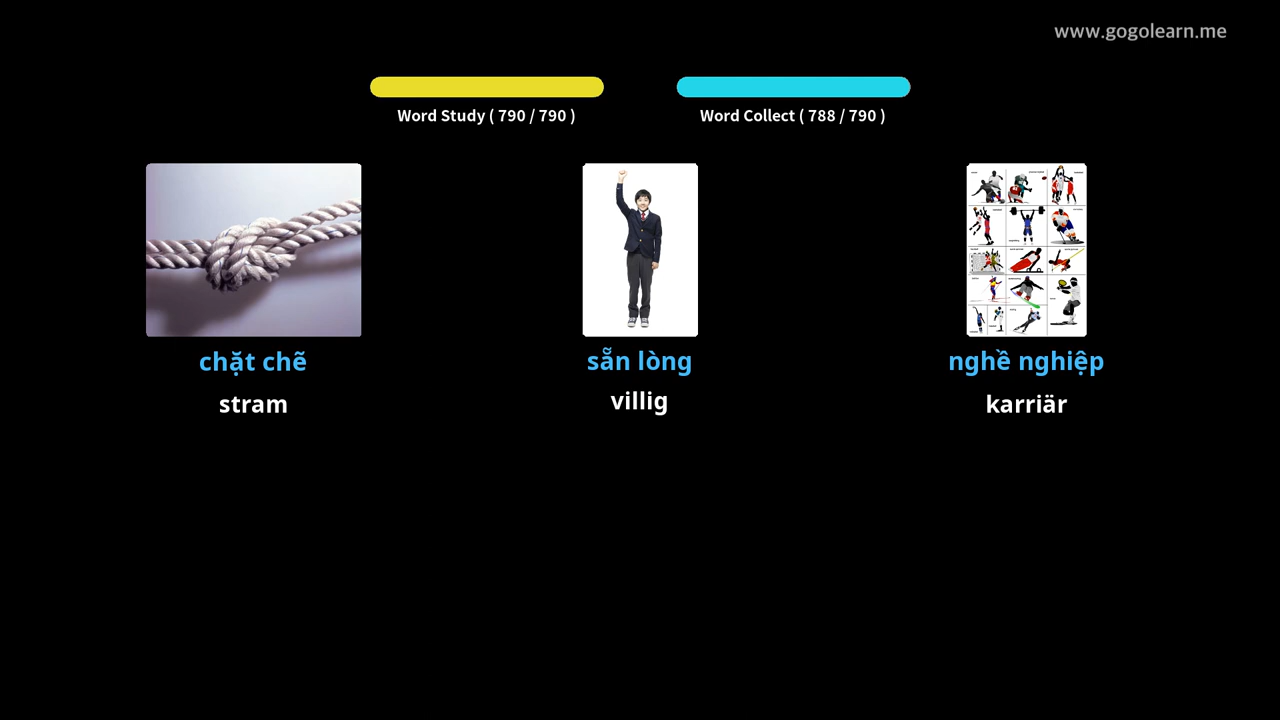 www.gogolearn.me
Word Study ( 790 / 790 )
Word Collect ( 788 / 790 )
chặt chẽ
sẵn lòng
nghề nghiệp
stram
villig
karriär